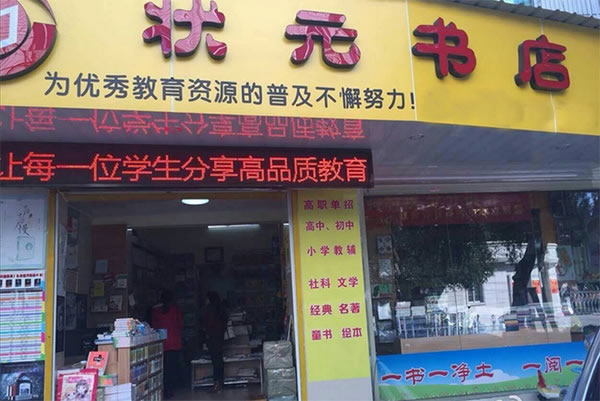 状元书店
为优秀教育资源的普及不懈努力！
让每一位学生分享高品质教育
高职单招
高中、初中
小学教辅
社科 文学
经典 名著
童书 绘本
一书一净土 一阅一